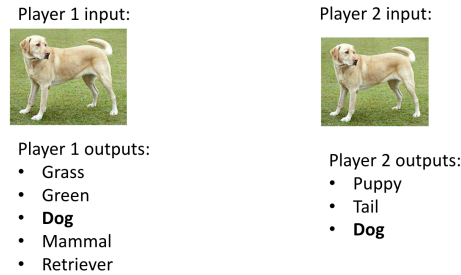 Player 1 input:
Player 2 input:
Player 1 outputs:
• Grass
• Green
• Dog
• Mammal
• Retriever
Player 2 outputs:
• Puppy
• Tail
• Dog